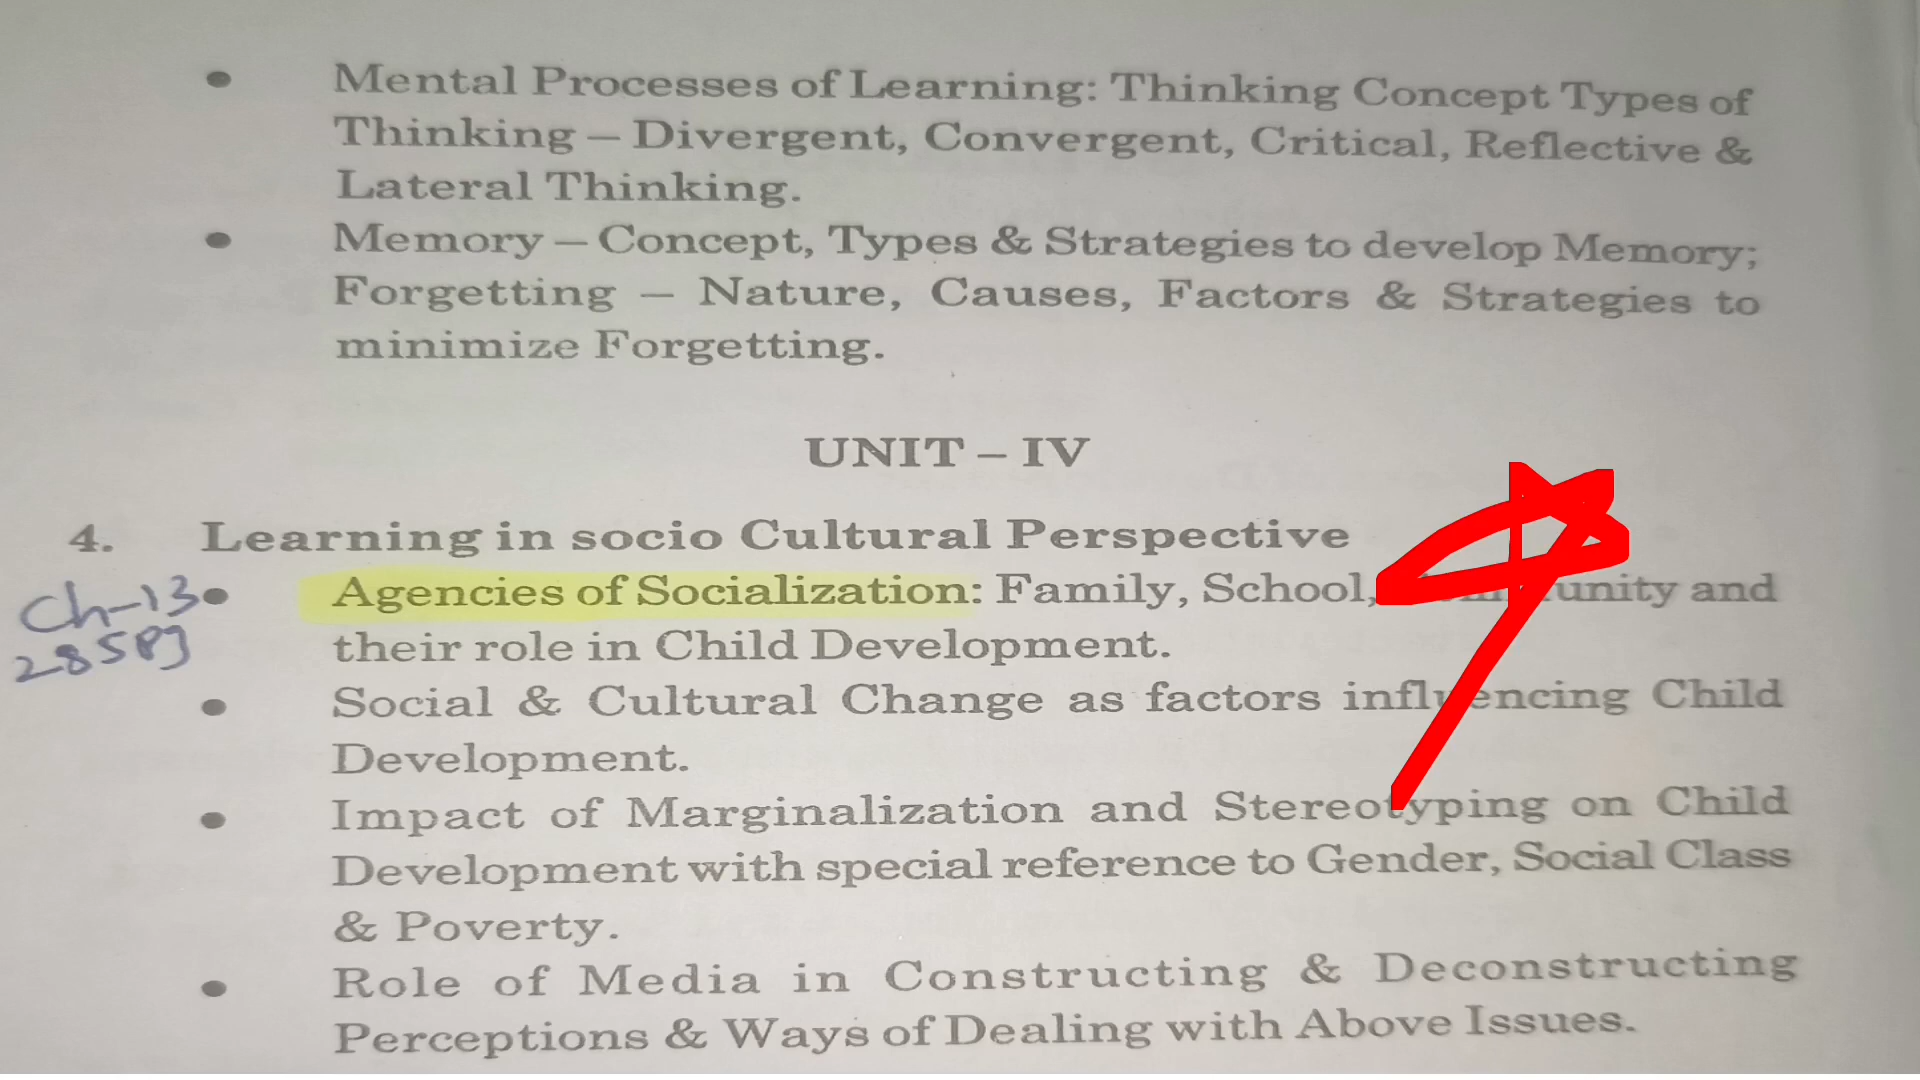 • Mental Processes of Learning: Thinking Concept Types of
Thinking – Divergent, Convergent, Critical, Reflective &
Lateral Thinking.
• Memory – Concept, Types & Strategies to develop Memory;
Forgetting – Nature, Causes, Factors & Strategies to
minimize Forgetting.
UNIT – IV
4. Learning in socio Cultural Perspective
Ch-13
285 Pg
• Agencies of Socialization: Family, School, and
their role in Child Development.
• Social & Cultural Change as factors influencing Child
Development.
• Impact of Marginalization and Stereotyping on Child
Development with special reference to Gender, Social Class
& Poverty.
• Role of Media in Constructing & Deconstructing
Perceptions & Ways of Dealing with Above Issues.